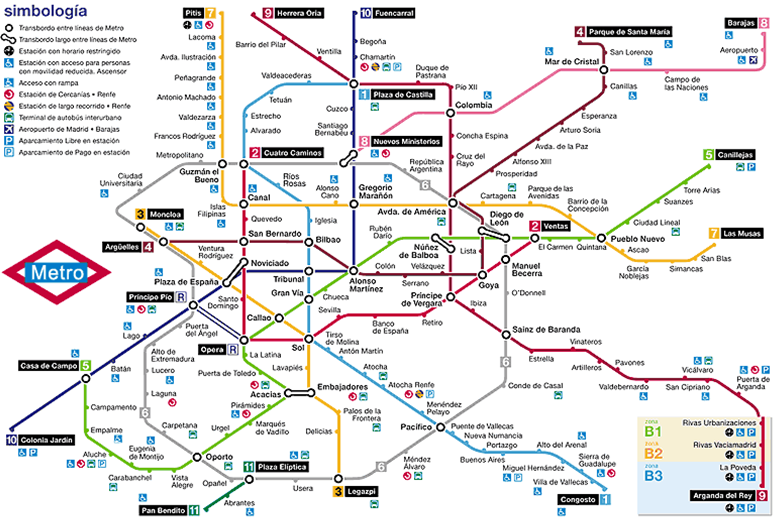 simbología
Transbordo entre líneas de Metro
Transbordo largo entre líneas de Metro
Estación con horario restringido
Estación con acceso para personas
con movilidad reducida. Ascensor
Acceso con rampa
Estación de Cercanías • Renfe
Estación de largo recorrido • Renfe
Terminal de autobús interurbano
Aeropuerto de Madrid • Barajas
Aparcamiento Libre en estación
Aparcamiento de Pago en estación
Metro
Pitis 7
Lacoma
Avda. Ilustración
Peñagrande
Antonio Machado
Valdezarza
Francos Rodríguez
9 Herrera Oria
Barrio del Pilar
Ventilla
10 Fuencarral
Begoña
Chamartín
Valdeacederas
Tetuán
Estrecho
Alvarado
1 Plaza de Castilla
Cuzco
Santiago
Bernabéu
Duque de
Pastrana
Pío XII
Colombia
Concha Espina
Cruz del
Rayo
4 Parque de Santa María
San Lorenzo
Mar de Cristal
Canillas
Campo de
las Naciones
Barajas 8
Aeropuerto
Esperanza
Arturo Soria
Avda. de la Paz
Alfonso XIII
Prosperidad
8 Nuevos Ministerios
República
Argentina
6
2 Cuatro Caminos
Metropolitano
Guzmán el
Bueno
Ciudad
Universitaria
Islas
Filipinas
Canal
Quevedo
Ríos
Rosas
Alonso
Cano
Gregorio
Marañón
Iglesia
Avda. de América
Cartagena
Parque de las
Avenidas
Barrio de la
Concepción
5 Canillejas
Torre Arias
Suanzes
Ciudad Lineal
Pueblo Nuevo
Quintana
El Carmen
2 Ventas
Diego de
León
7 Las Musas
San Blas
Simancas
García
Noblejas
Ascao
3 Moncloa
Argüelles 4
Ventura
Rodríguez
San Bernardo
Bilbao
Rubén
Darío
Núñez
de Balboa
Lista
Manuel
Becerra
Goya
Velázquez
Serrano
Colón
Alonso
Martínez
Noviciado
Tribunal
Plaza de España
Gran Vía
Chueca
Santo
Domingo
Callao
Sevilla
Banco de
España
Retiro
Príncipe
de Vergara
Ibiza
O'Donnell
Sainz de Baranda
Príncipe Pío R
Puerta
del Ángel
Opera R
Sol
Tirso
de Molina
Antón Martín
Lago
Batán
Casa de Campo 5
Alto de
Extremadura
Lucero
Laguna
6
Carpetana
La Latina
Puerta de Toledo
Acacias
Pirámides
Marqués
de Vadillo
Urgel
Oporto
Lavapiés
Embajadores
Palos de la
Frontera
Delicias
3 Legazpi
Atocha
Atocha Renfe
Menéndez
Pelayo
Pacífico
Méndez
Álvaro
6
Conde de Casal
6
Estrella
Vinateros
Artilleros
Pavones
Valdebernardo
Vicálvaro
San Cipriano
Puerta de
Arganda
Puente de Vallecas
Nueva Numancia
Portazgo
Buenos Aires
Alto del Arenal
Miguel Hernández
Sierra de
Guadalupe
Villa de Vallecas
Congosto 1
10 Colonia Jardín
Campamento
Empalme
Aluche
Eugenia
de Montijo
Carabanchel
Vista
Alegre
Opañel
11 Plaza Elíptica
Usera
Abrantes
Pan Bendito 11
zona
B1
zona
B2
zona
B3
Rivas Urbanizaciones
Rivas Vaciamadrid
La Poveda
Arganda del Rey 9